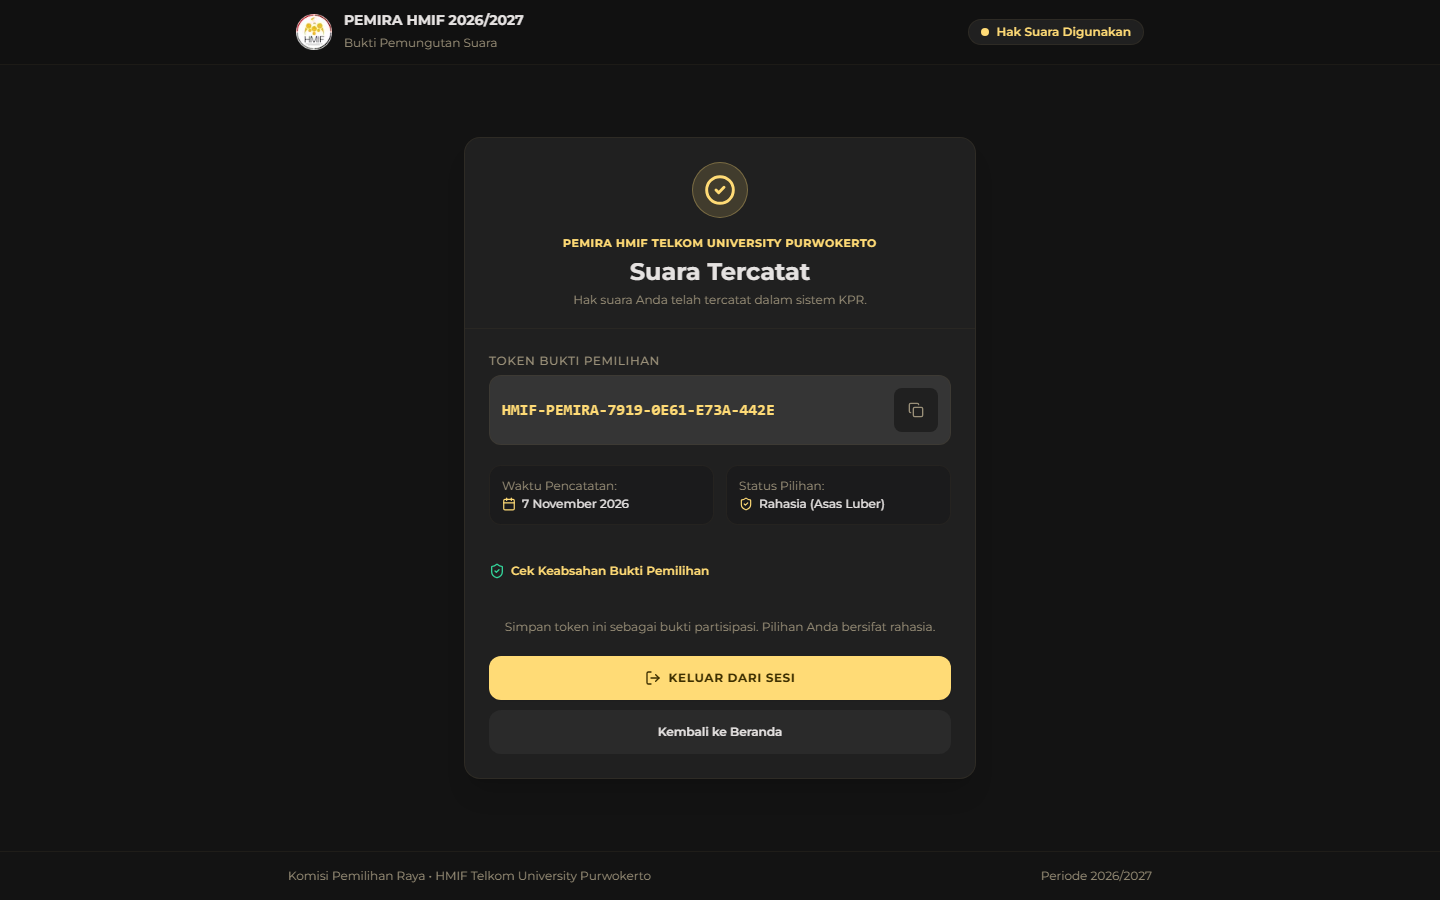 HMIF
PEMIRA HMIF 2026/2027
Bukti Pemungutan Suara
Hak Suara Digunakan
PEMIRA HMIF TELKOM UNIVERSITY PURWOKERTO
Suara Tercatat
Hak suara Anda telah tercatat dalam sistem KPR.
TOKEN BUKTI PEMILIHAN
HMIF-PEMIRA-7919-0E61-E73A-442E
Waktu Pencatatan:
7 November 2026
Status Pilihan:
Rahasia (Asas Luber)
Cek Keabsahan Bukti Pemilihan
Simpan token ini sebagai bukti partisipasi. Pilihan Anda bersifat rahasia.
KELUAR DARI SESI
Kembali ke Beranda
Komisi Pemilihan Raya • HMIF Telkom University Purwokerto
Periode 2026/2027